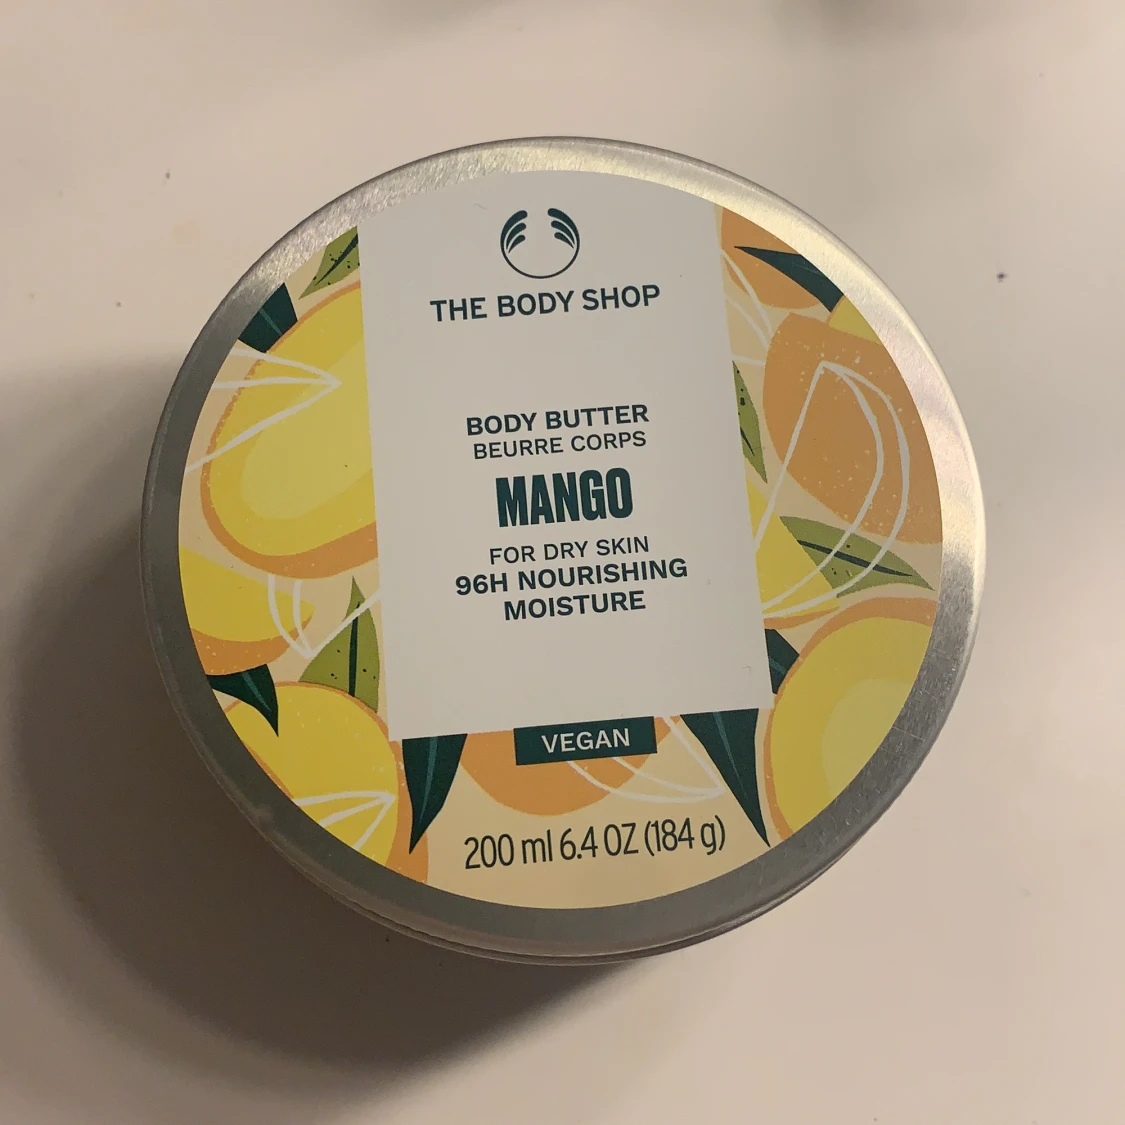 THE BODY SHOP
BODY BUTTER
BEURRE CORPS
MANGO
FOR DRY SKIN
96H NOURISHING
MOISTURE
VEGAN
200 ml 6.4 OZ (184 g)